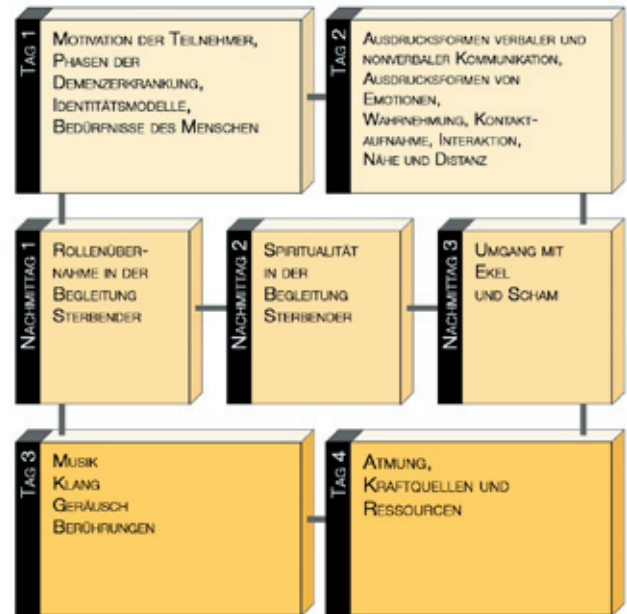 Tag 1
Motivation der Teilnehmer,
Phasen der
Demenzerkrankung,
Identitätsmodelle,
Bedürfnisse des Menschen
Tag 2
Ausdrucksformen verbaler und
nonverbaler Kommunikation,
Ausdrucksformen von
Emotionen,
Wahrnehmung, Kontakt-
aufnahme, Interaktion,
Nähe und Distanz
Nachmittag 1
Rollenüber-
nahme in der
Begleitung
Sterbender
Nachmittag 2
Spiritualität
in der
Begleitung
Sterbender
Nachmittag 3
Umgang mit
Ekel
und Scham
Tag 3
Musik
Klang
Geräusch
Berührungen
Tag 4
Atmung,
Kraftquellen und
Ressourcen